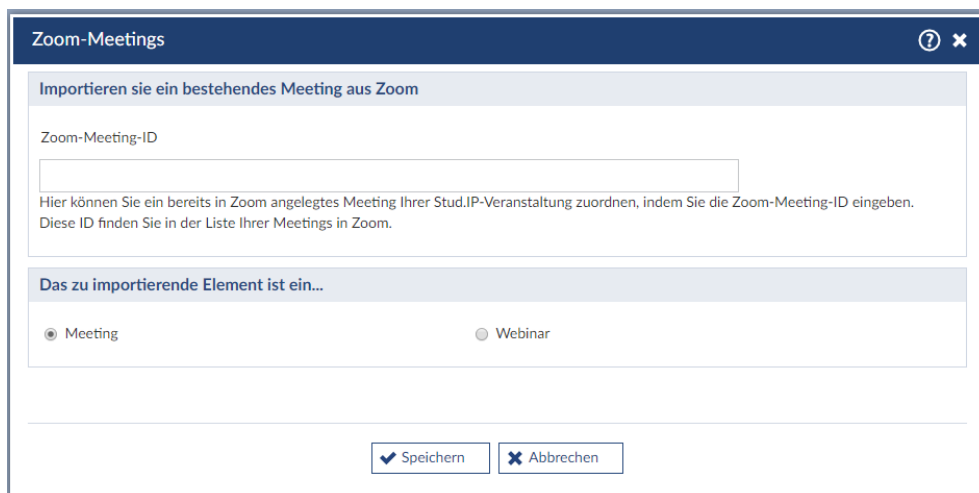 Zoom-Meetings
Importieren sie ein bestehendes Meeting aus Zoom
Zoom-Meeting-ID
Hier können Sie ein bereits in Zoom angelegtes Meeting Ihrer Stud.IP-Veranstaltung zuordnen, indem Sie die Zoom-Meeting-ID eingeben.
Diese ID finden Sie in der Liste Ihrer Meetings in Zoom.
Das zu importierende Element ist ein...
Meeting Webinar
Speichern Abbrechen